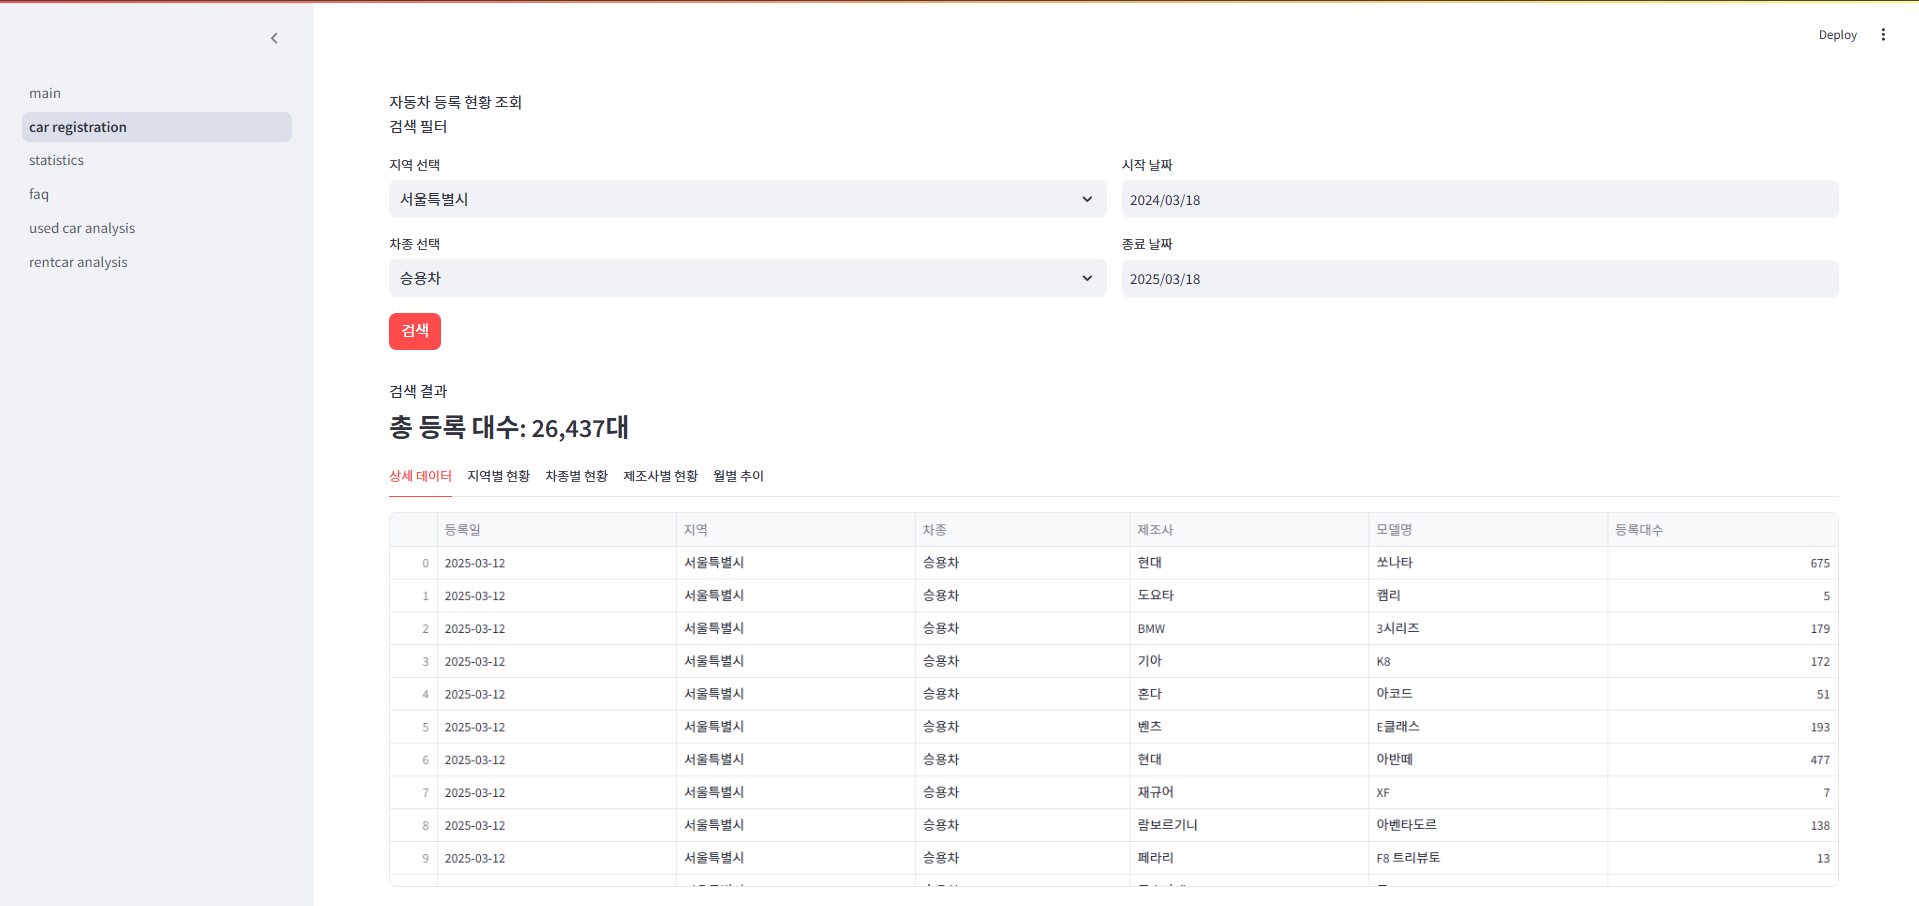 Deploy
main
car registration
statistics
faq
used car analysis
rentcar analysis
자동차 등록 현황 조회
검색 필터
지역 선택 시작 날짜
서울특별시 2024/03/18
차종 선택 종료 날짜
승용차 2025/03/18
검색
검색 결과
총 등록 대수: 26,437대
상세 데이터 지역별 현황 차종별 현황 제조사별 현황 월별 추이
등록일 지역 차종 제조사 모델명 등록대수
0 2025-03-12 서울특별시 승용차 현대 쏘나타 675
1 2025-03-12 서울특별시 승용차 도요타 캠리 5
2 2025-03-12 서울특별시 승용차 BMW 3시리즈 179
3 2025-03-12 서울특별시 승용차 기아 K8 172
4 2025-03-12 서울특별시 승용차 혼다 아코드 51
5 2025-03-12 서울특별시 승용차 벤츠 E클래스 193
6 2025-03-12 서울특별시 승용차 현대 아반떼 477
7 2025-03-12 서울특별시 승용차 재규어 XF 7
8 2025-03-12 서울특별시 승용차 람보르기니 아벤타도르 138
9 2025-03-12 서울특별시 승용차 페라리 F8 트리뷰토 13